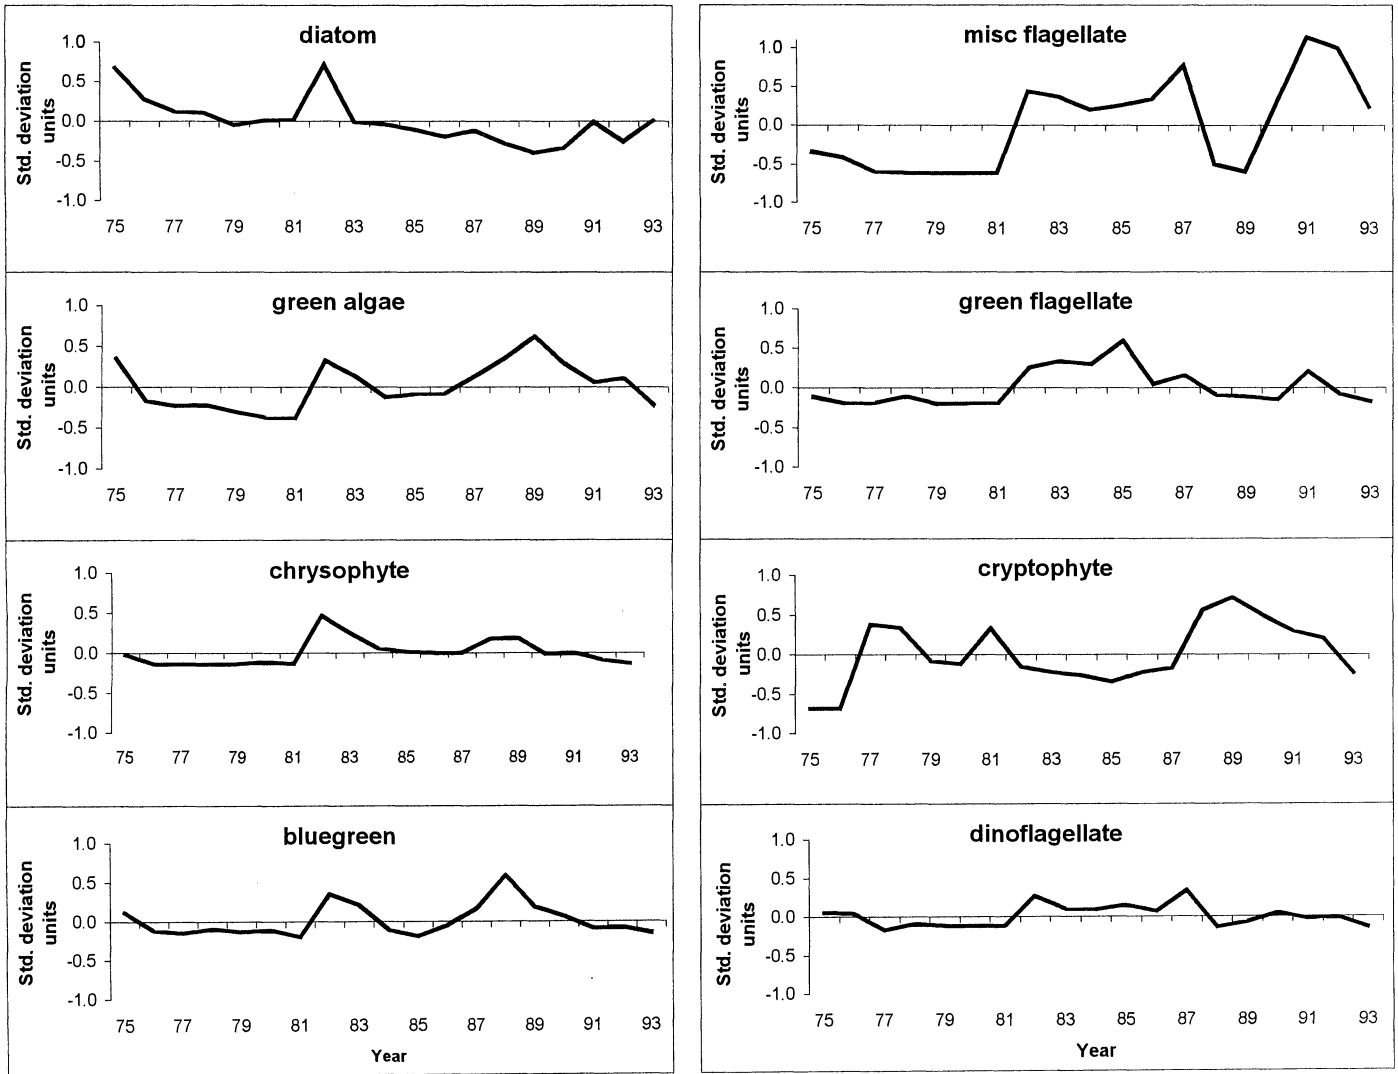 diatom
Std. deviation
units
1.0
0.5
0.0
-0.5
-1.0
75 77 79 81 83 85 87 89 91 93
green algae
Std. deviation
units
1.0
0.5
0.0
-0.5
-1.0
75 77 79 81 83 85 87 89 91 93
chrysophyte
Std. deviation
units
1.0
0.5
0.0
-0.5
-1.0
75 77 79 81 83 85 87 89 91 93
bluegreen
Std. deviation
units
1.0
0.5
0.0
-0.5
-1.0
75 77 79 81 83 85 87 89 91 93
Year
misc flagellate
Std. deviation
units
1.0
0.5
0.0
-0.5
-1.0
75 77 79 81 83 85 87 89 91 93
green flagellate
Std. deviation
units
1.0
0.5
0.0
-0.5
-1.0
75 77 79 81 83 85 87 89 91 93
cryptophyte
Std. deviation
units
1.0
0.5
0.0
-0.5
-1.0
75 77 79 81 83 85 87 89 91 93
dinoflagellate
Std. deviation
units
1.0
0.5
0.0
-0.5
-1.0
75 77 79 81 83 85 87 89 91 93
Year